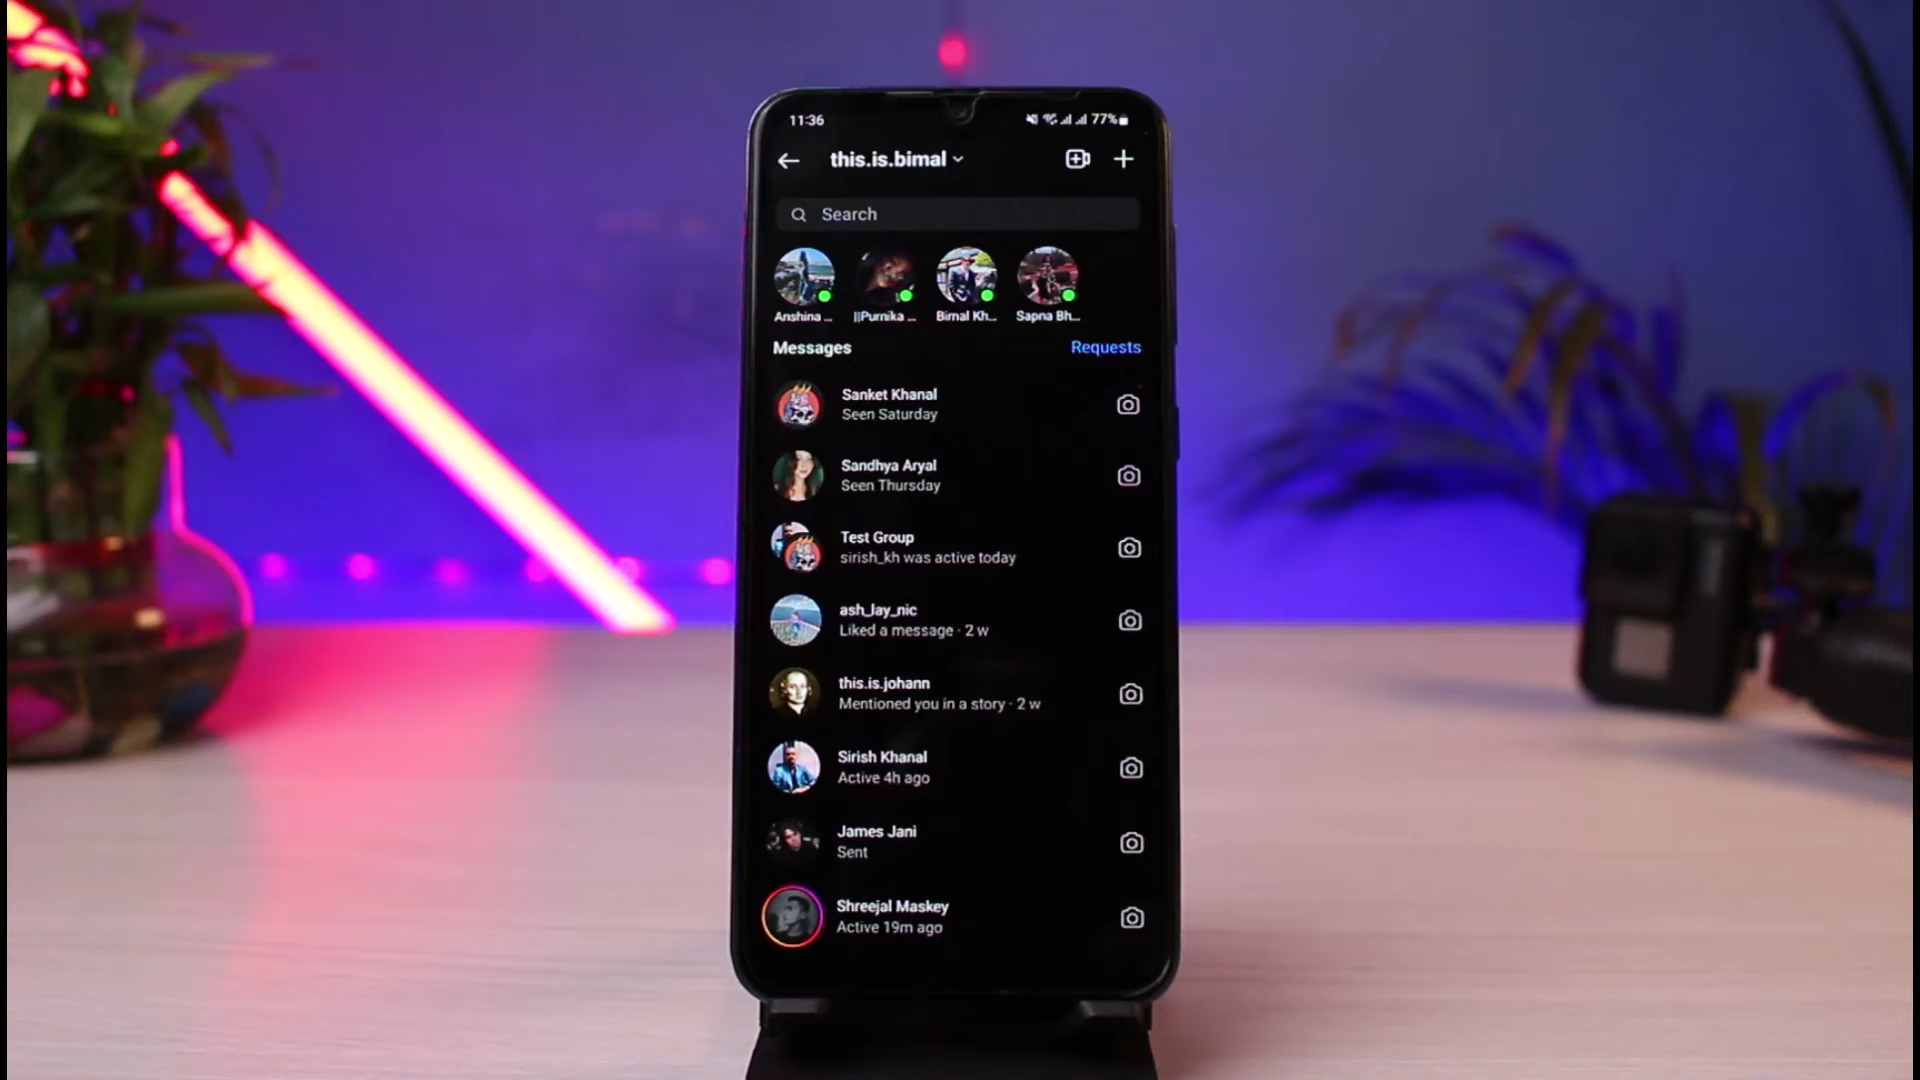 11:36
77%
this.is.bimal
Search
Anshina ...
||Purnika ...
Bimal Kh...
Sapna Bh...
Messages
Requests
Sanket Khanal
Seen Saturday
Sandhya Aryal
Seen Thursday
Test Group
sirish_kh was active today
ash_lay_nic
Liked a message · 2 w
this.is.johann
Mentioned you in a story · 2 w
Sirish Khanal
Active 4h ago
James Jani
Sent
Shreejal Maskey
Active 19m ago